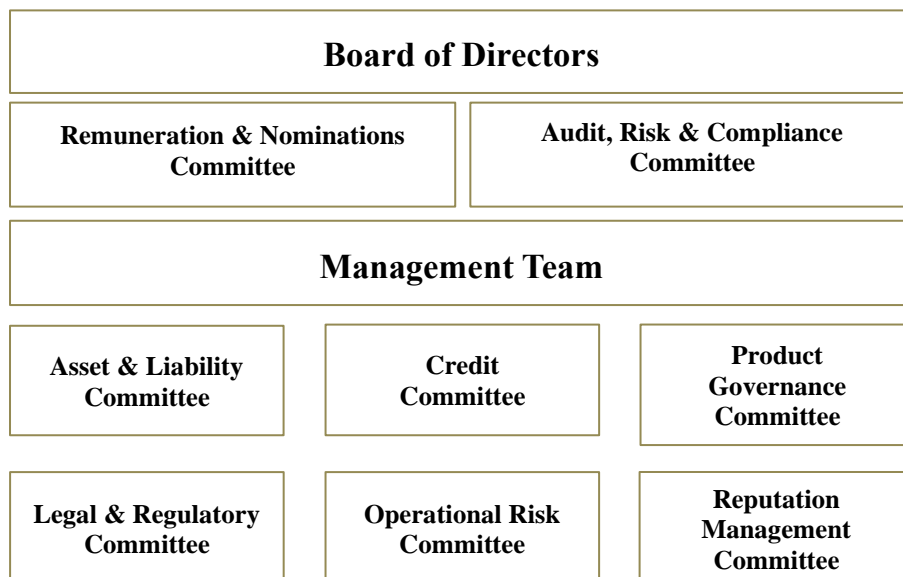 Board of Directors
Remuneration & Nominations
Committee
Audit, Risk & Compliance
Committee
Management Team
Asset & Liability
Committee
Credit
Committee
Product
Governance
Committee
Legal & Regulatory
Committee
Operational Risk
Committee
Reputation
Management
Committee